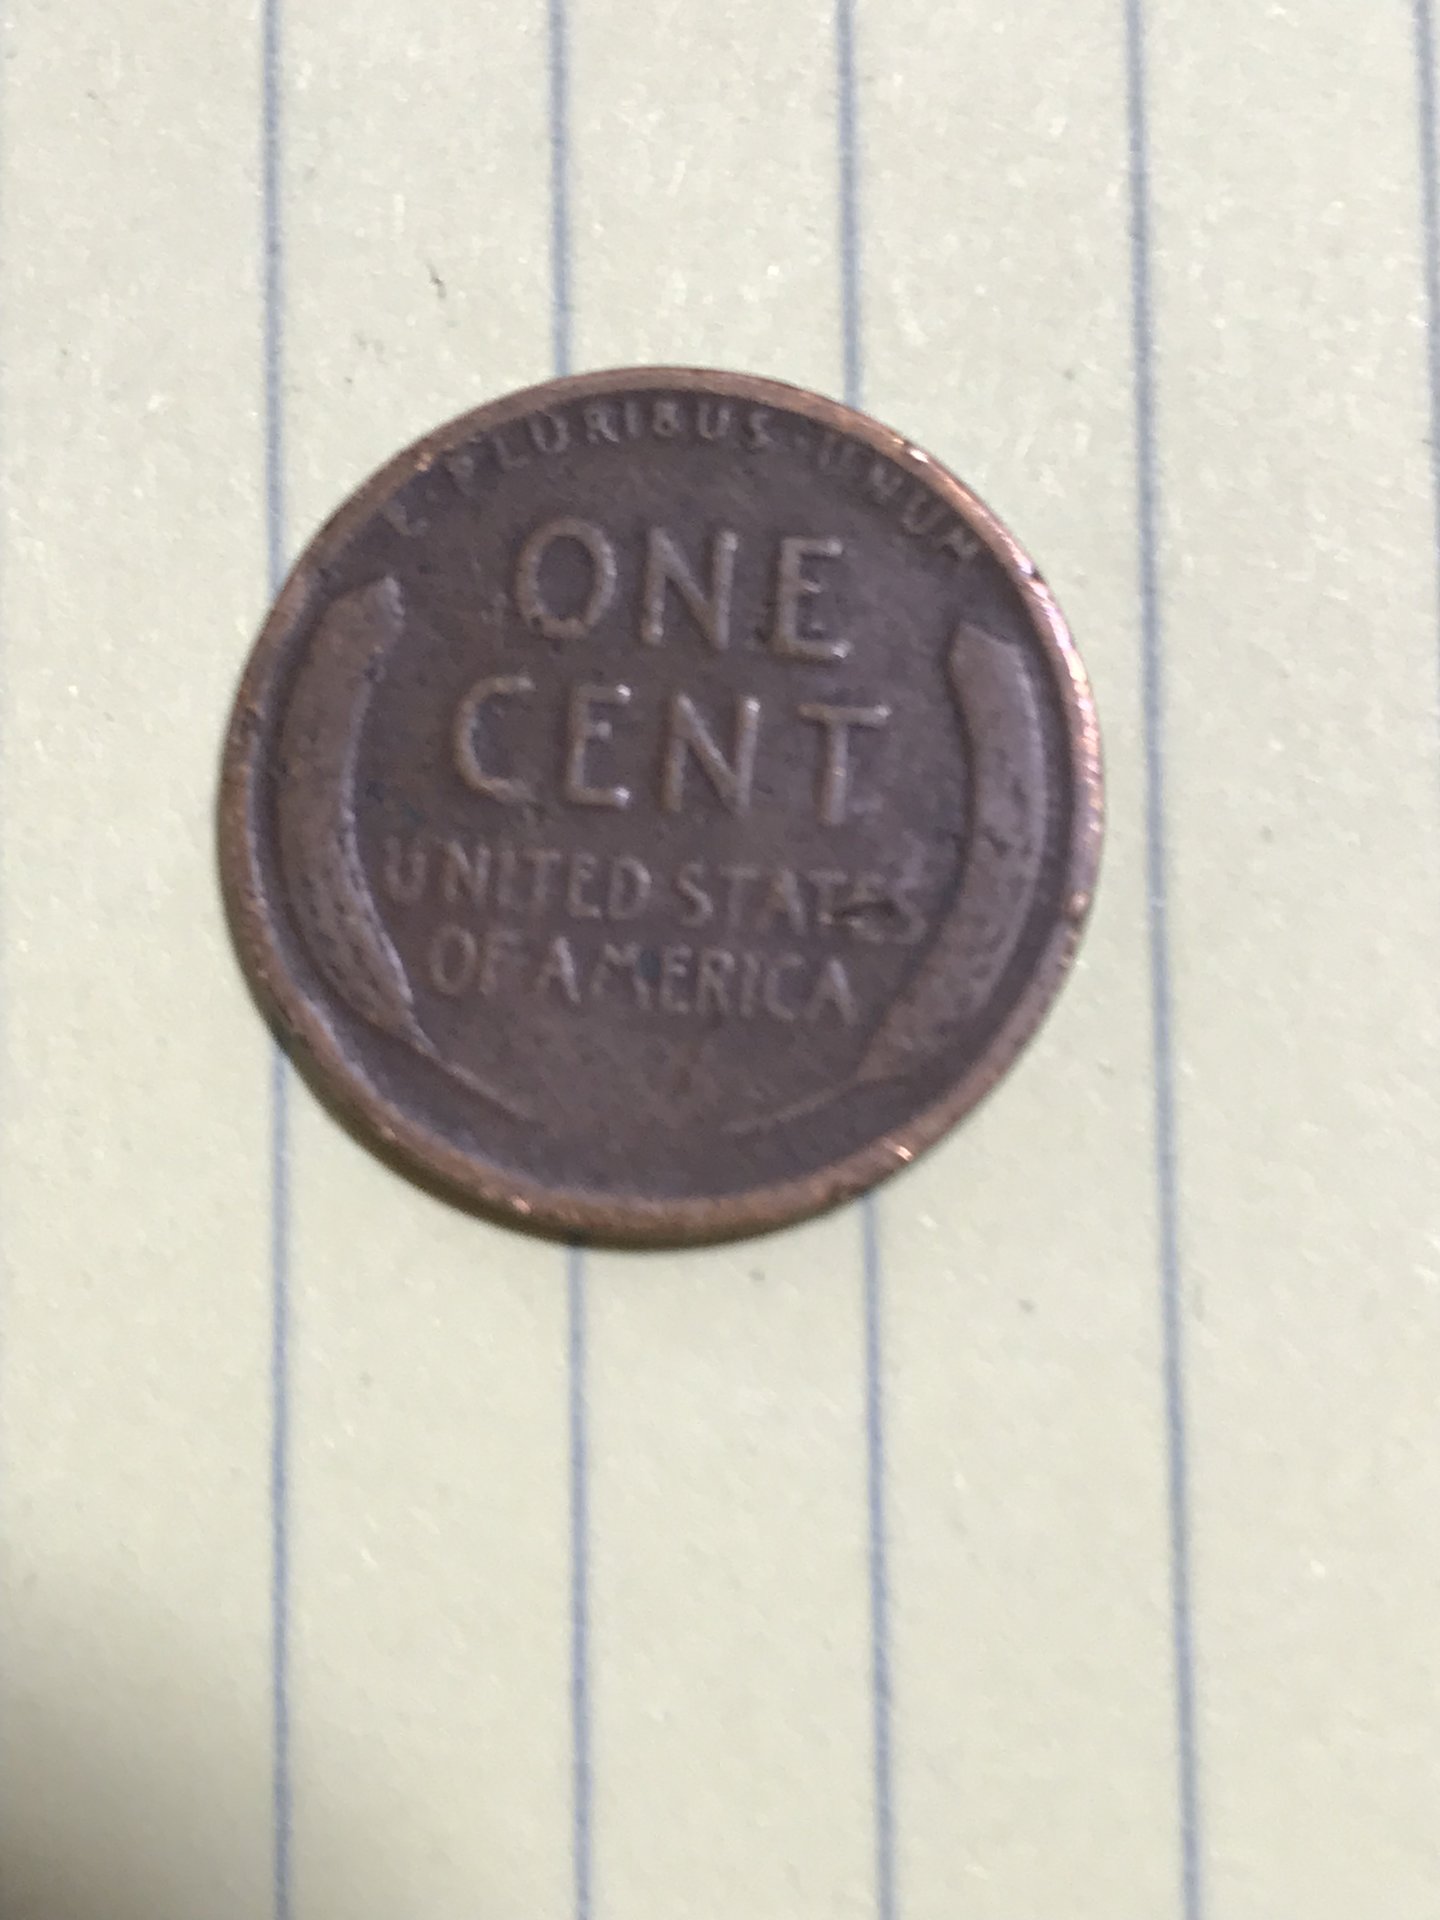 E·PLURIBUS·UNUM
ONE
CENT
UNITED STATES
OF AMERICA